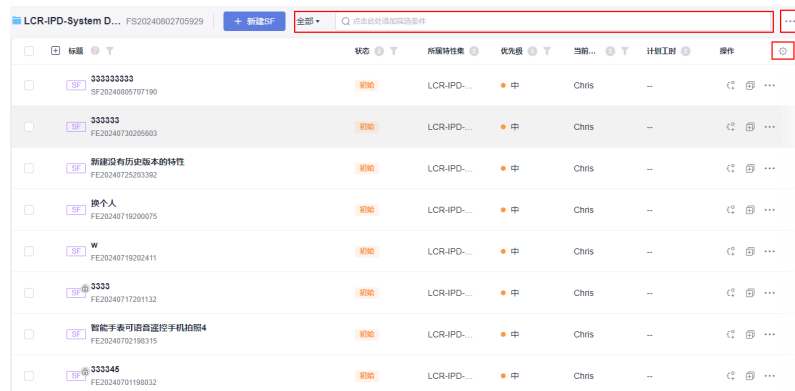 LCR-IPD-System D... FS20240802705929 + 新建SF 全部 点击此处添加筛选条件 ...
标题 状态 所属特性集 优先级 当前... 计划工时 操作
SF 333333333 初始 LCR-IPD-... 中 Chris -- ...
SF20240805707190
SF 333333 初始 LCR-IPD-... 中 Chris -- ...
FE20240730205603
SF 新建没有历史版本的特性 初始 LCR-IPD-... 中 Chris -- ...
FE20240725203392
SF 换个人 初始 LCR-IPD-... 中 Chris -- ...
FE20240719200075
SF w 初始 LCR-IPD-... 中 Chris -- ...
FE20240719202411
SF 3333 初始 LCR-IPD-... 中 Chris -- ...
FE20240717201132
SF 智能手表可语音遥控手机拍照4 初始 LCR-IPD-... 中 Chris -- ...
FE20240702198315
SF 333345 初始 LCR-IPD-... 中 Chris -- ...
FE20240701198032